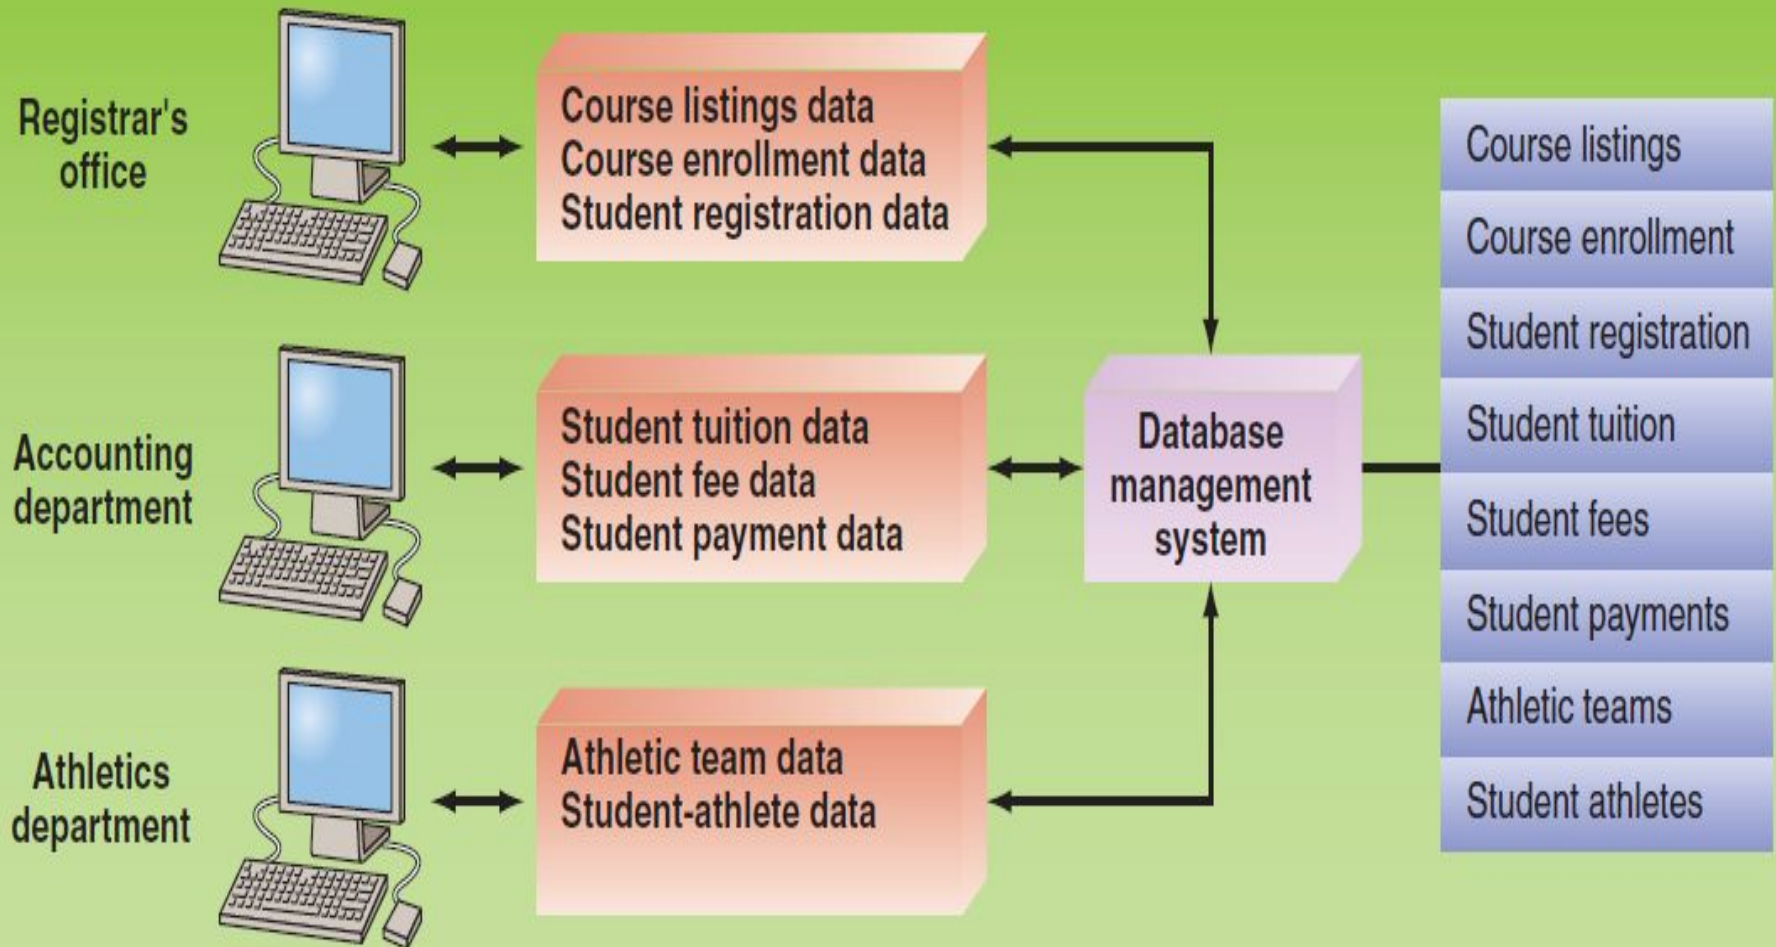 Registrar's
office
Course listings data
Course enrollment data
Student registration data
Accounting
department
Student tuition data
Student fee data
Student payment data
Athletics
department
Athletic team data
Student-athlete data
Database
management
system
Course listings
Course enrollment
Student registration
Student tuition
Student fees
Student payments
Athletic teams
Student athletes